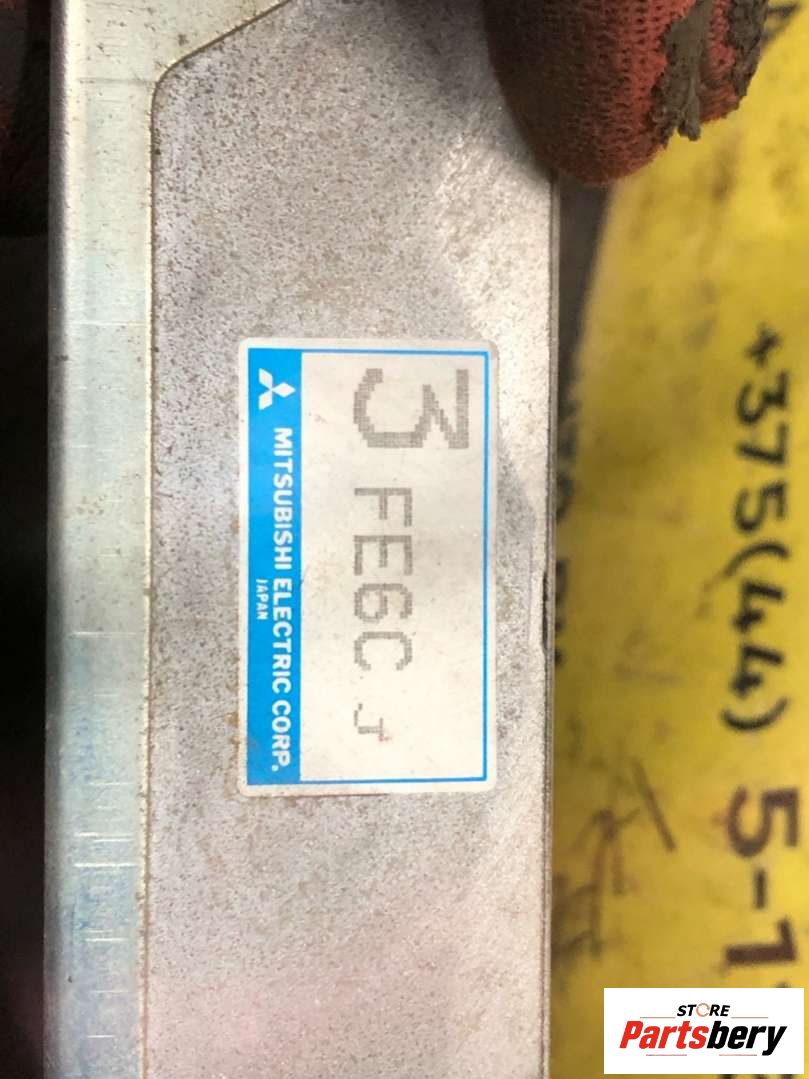 3 FE6C J
MITSUBISHI ELECTRIC CORP.
JAPAN
+375(44) 5-1
STORE
Partsbery